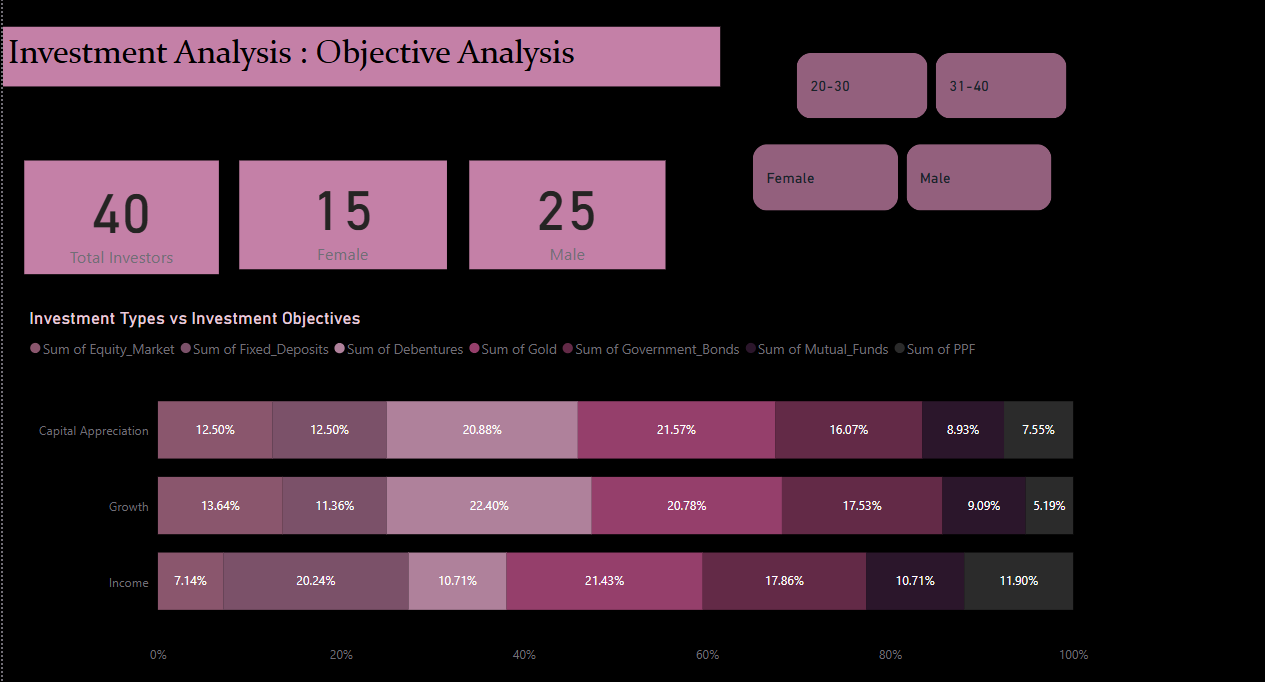 Investment Analysis : Objective Analysis
20-30
31-40
Female
Male
40
Total Investors
15
Female
25
Male
Investment Types vs Investment Objectives
Sum of Equity_Market Sum of Fixed_Deposits Sum of Debentures Sum of Gold Sum of Government_Bonds Sum of Mutual_Funds Sum of PPF
Capital Appreciation 12.50% 12.50% 20.88% 21.57% 16.07% 8.93% 7.55%
Growth 13.64% 11.36% 22.40% 20.78% 17.53% 9.09% 5.19%
Income 7.14% 20.24% 10.71% 21.43% 17.86% 10.71% 11.90%
0% 20% 40% 60% 80% 100%